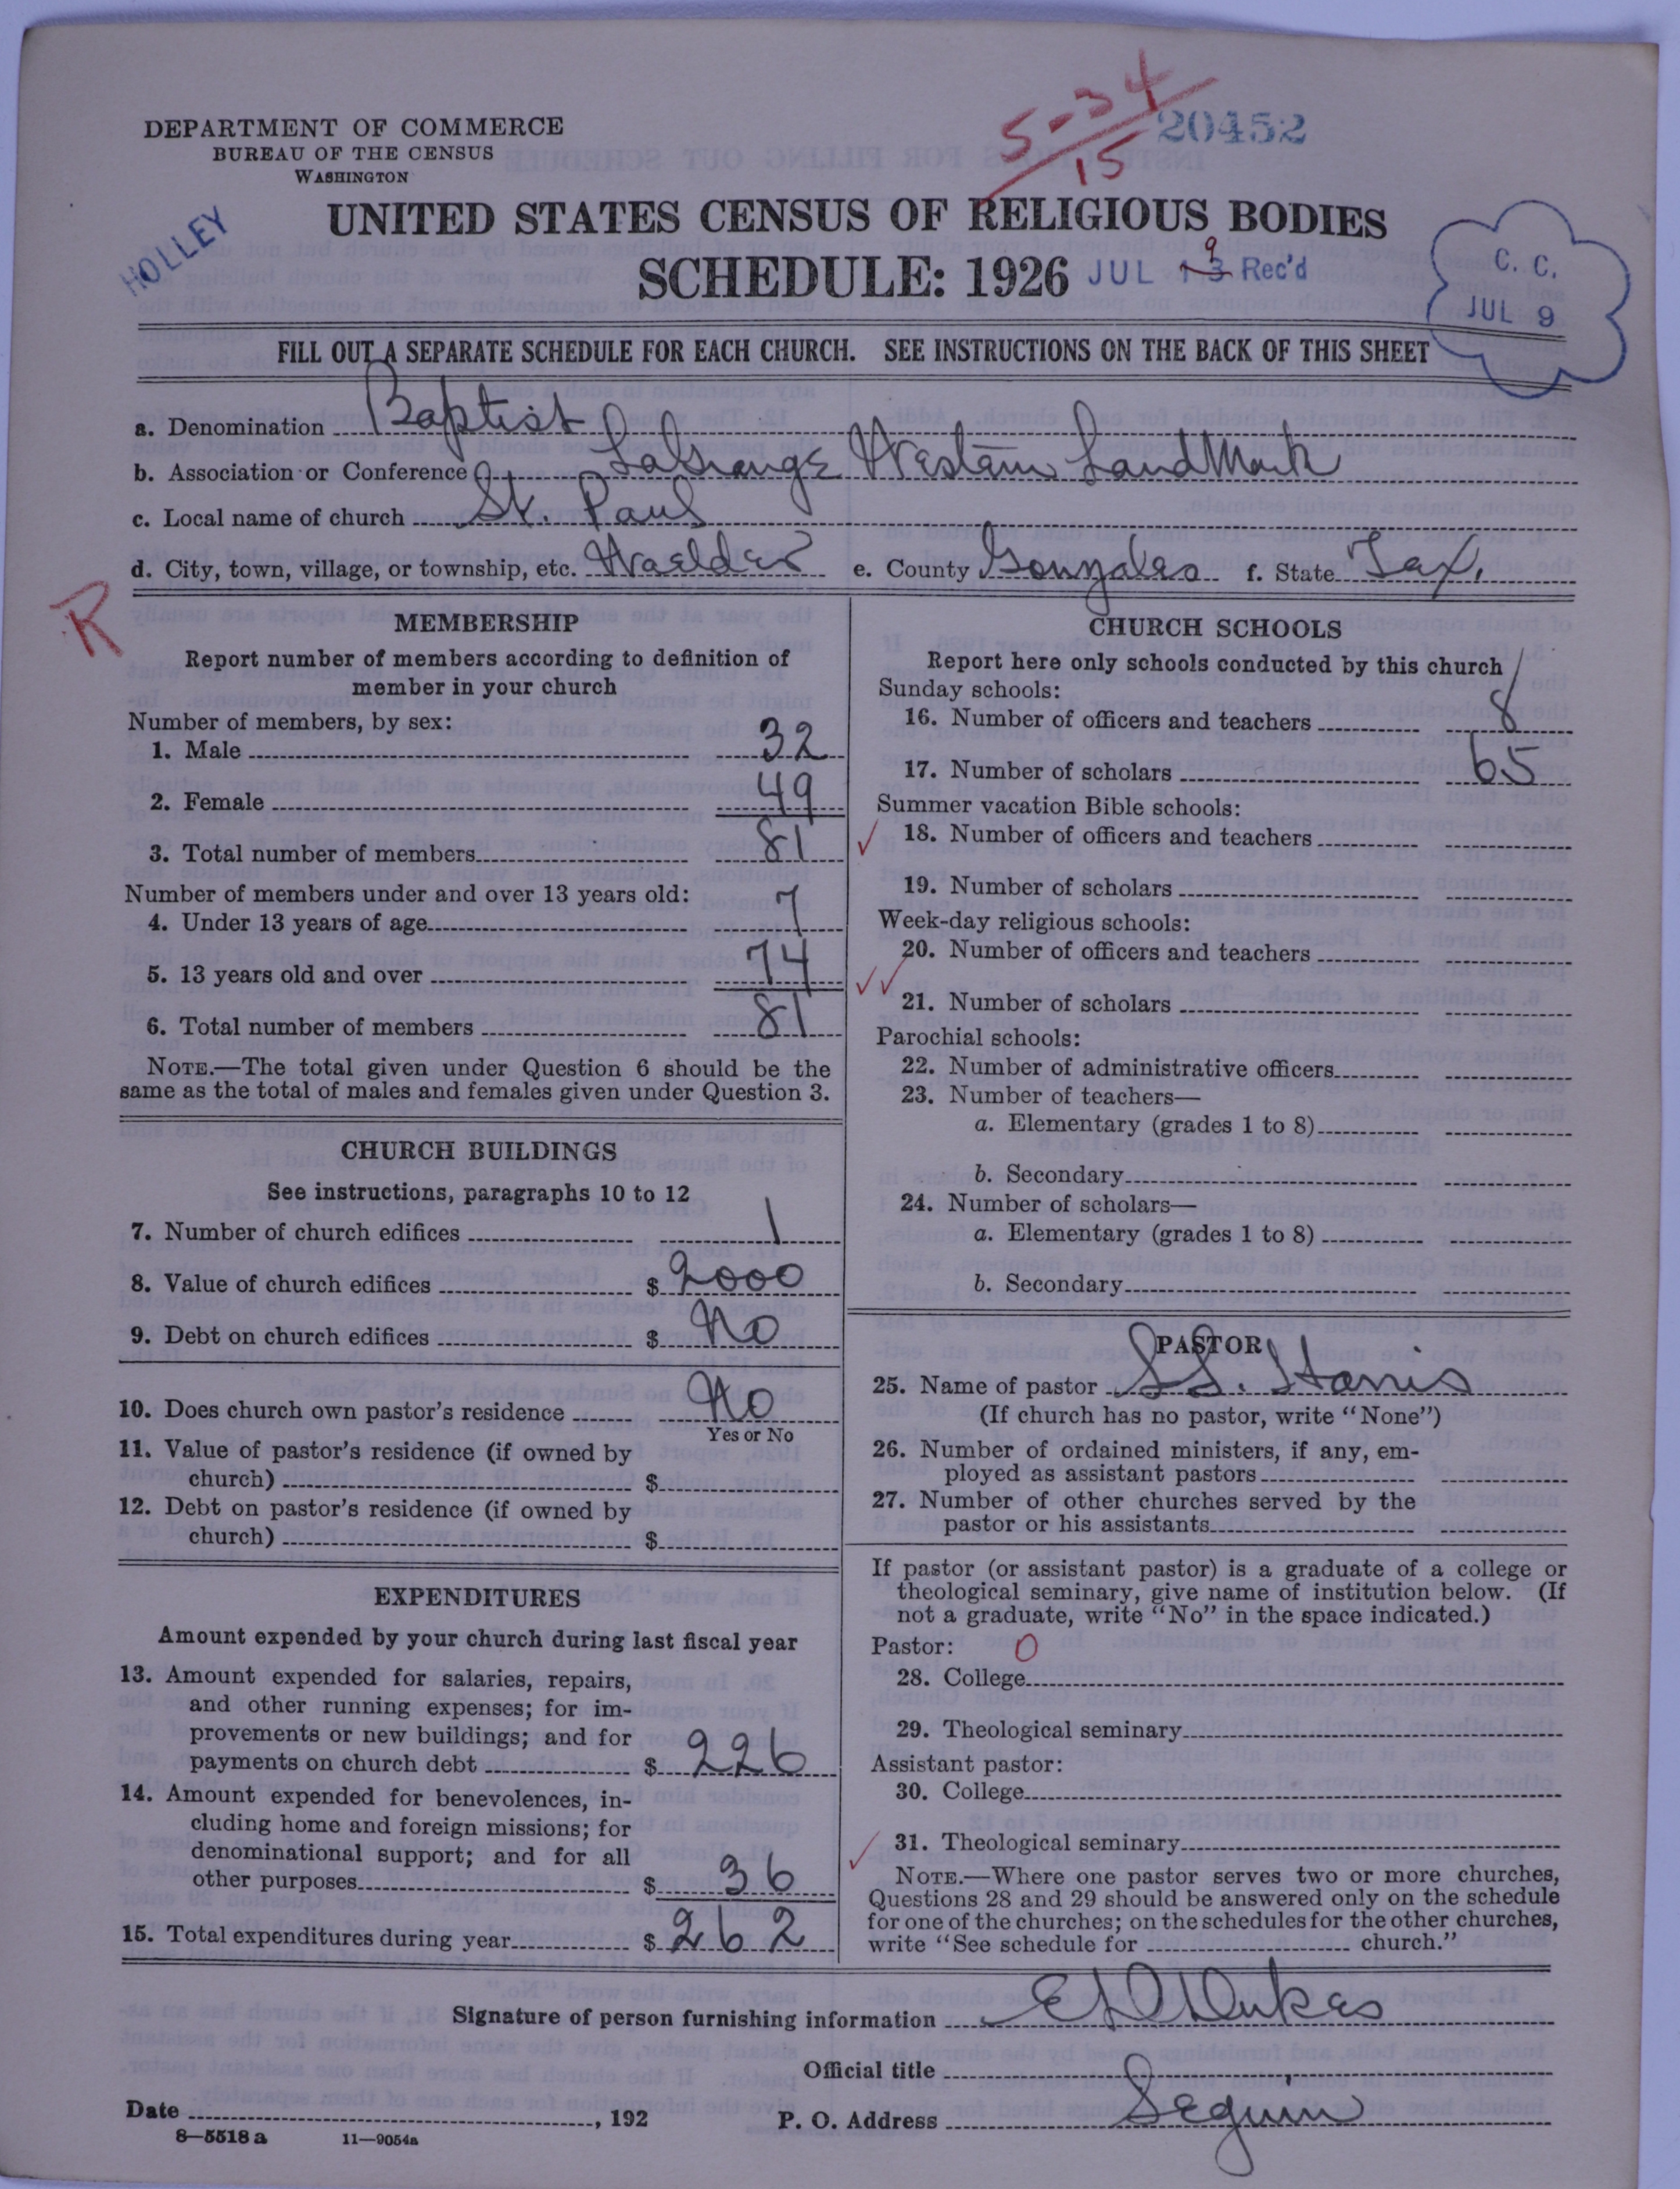 5-34/15
20452
DEPARTMENT OF COMMERCE
BUREAU OF THE CENSUS
WASHINGTON
HOLLEY
UNITED STATES CENSUS OF RELIGIOUS BODIES
SCHEDULE: 1926 JUL 13 9 Rec'd
C. C.
JUL 9
FILL OUT A SEPARATE SCHEDULE FOR EACH CHURCH. SEE INSTRUCTIONS ON THE BACK OF THIS SHEET
a. Denomination Baptist
b. Association or Conference LaGrange Western LandMark
c. Local name of church St. Paul
d. City, town, village, or township, etc. Waelder e. County Gonzales f. State Tex.
R
MEMBERSHIP
Report number of members according to definition of
member in your church
Number of members, by sex:
1. Male 32
2. Female 49
3. Total number of members 81
Number of members under and over 13 years old:
4. Under 13 years of age 7
5. 13 years old and over 74
6. Total number of members 81
NOTE.—The total given under Question 6 should be the
same as the total of males and females given under Question 3.
CHURCH BUILDINGS
See instructions, paragraphs 10 to 12
7. Number of church edifices 1
8. Value of church edifices $ 2000
9. Debt on church edifices $ No
10. Does church own pastor's residence No
Yes or No
11. Value of pastor's residence (if owned by
church) $
12. Debt on pastor's residence (if owned by
church) $
EXPENDITURES
Amount expended by your church during last fiscal year
13. Amount expended for salaries, repairs,
and other running expenses; for im-
provements or new buildings; and for
payments on church debt $ 226
14. Amount expended for benevolences, in-
cluding home and foreign missions; for
denominational support; and for all
other purposes $ 36
15. Total expenditures during year $ 262
CHURCH SCHOOLS
Report here only schools conducted by this church
Sunday schools:
16. Number of officers and teachers 8
17. Number of scholars 65
Summer vacation Bible schools:
18. Number of officers and teachers
19. Number of scholars
Week-day religious schools:
20. Number of officers and teachers
21. Number of scholars
Parochial schools:
22. Number of administrative officers
23. Number of teachers—
a. Elementary (grades 1 to 8)
b. Secondary
24. Number of scholars—
a. Elementary (grades 1 to 8)
b. Secondary
PASTOR
25. Name of pastor S.S. Harris
(If church has no pastor, write "None")
26. Number of ordained ministers, if any, em-
ployed as assistant pastors
27. Number of other churches served by the
pastor or his assistants
If pastor (or assistant pastor) is a graduate of a college or
theological seminary, give name of institution below. (If
not a graduate, write "No" in the space indicated.)
Pastor: 0
28. College
29. Theological seminary
Assistant pastor:
30. College
31. Theological seminary
NOTE.—Where one pastor serves two or more churches,
Questions 28 and 29 should be answered only on the schedule
for one of the churches; on the schedules for the other churches,
write "See schedule for church."
Signature of person furnishing information Dukes
Official title
Date , 192 P. O. Address Seguin
8—5518 a 11—9054a